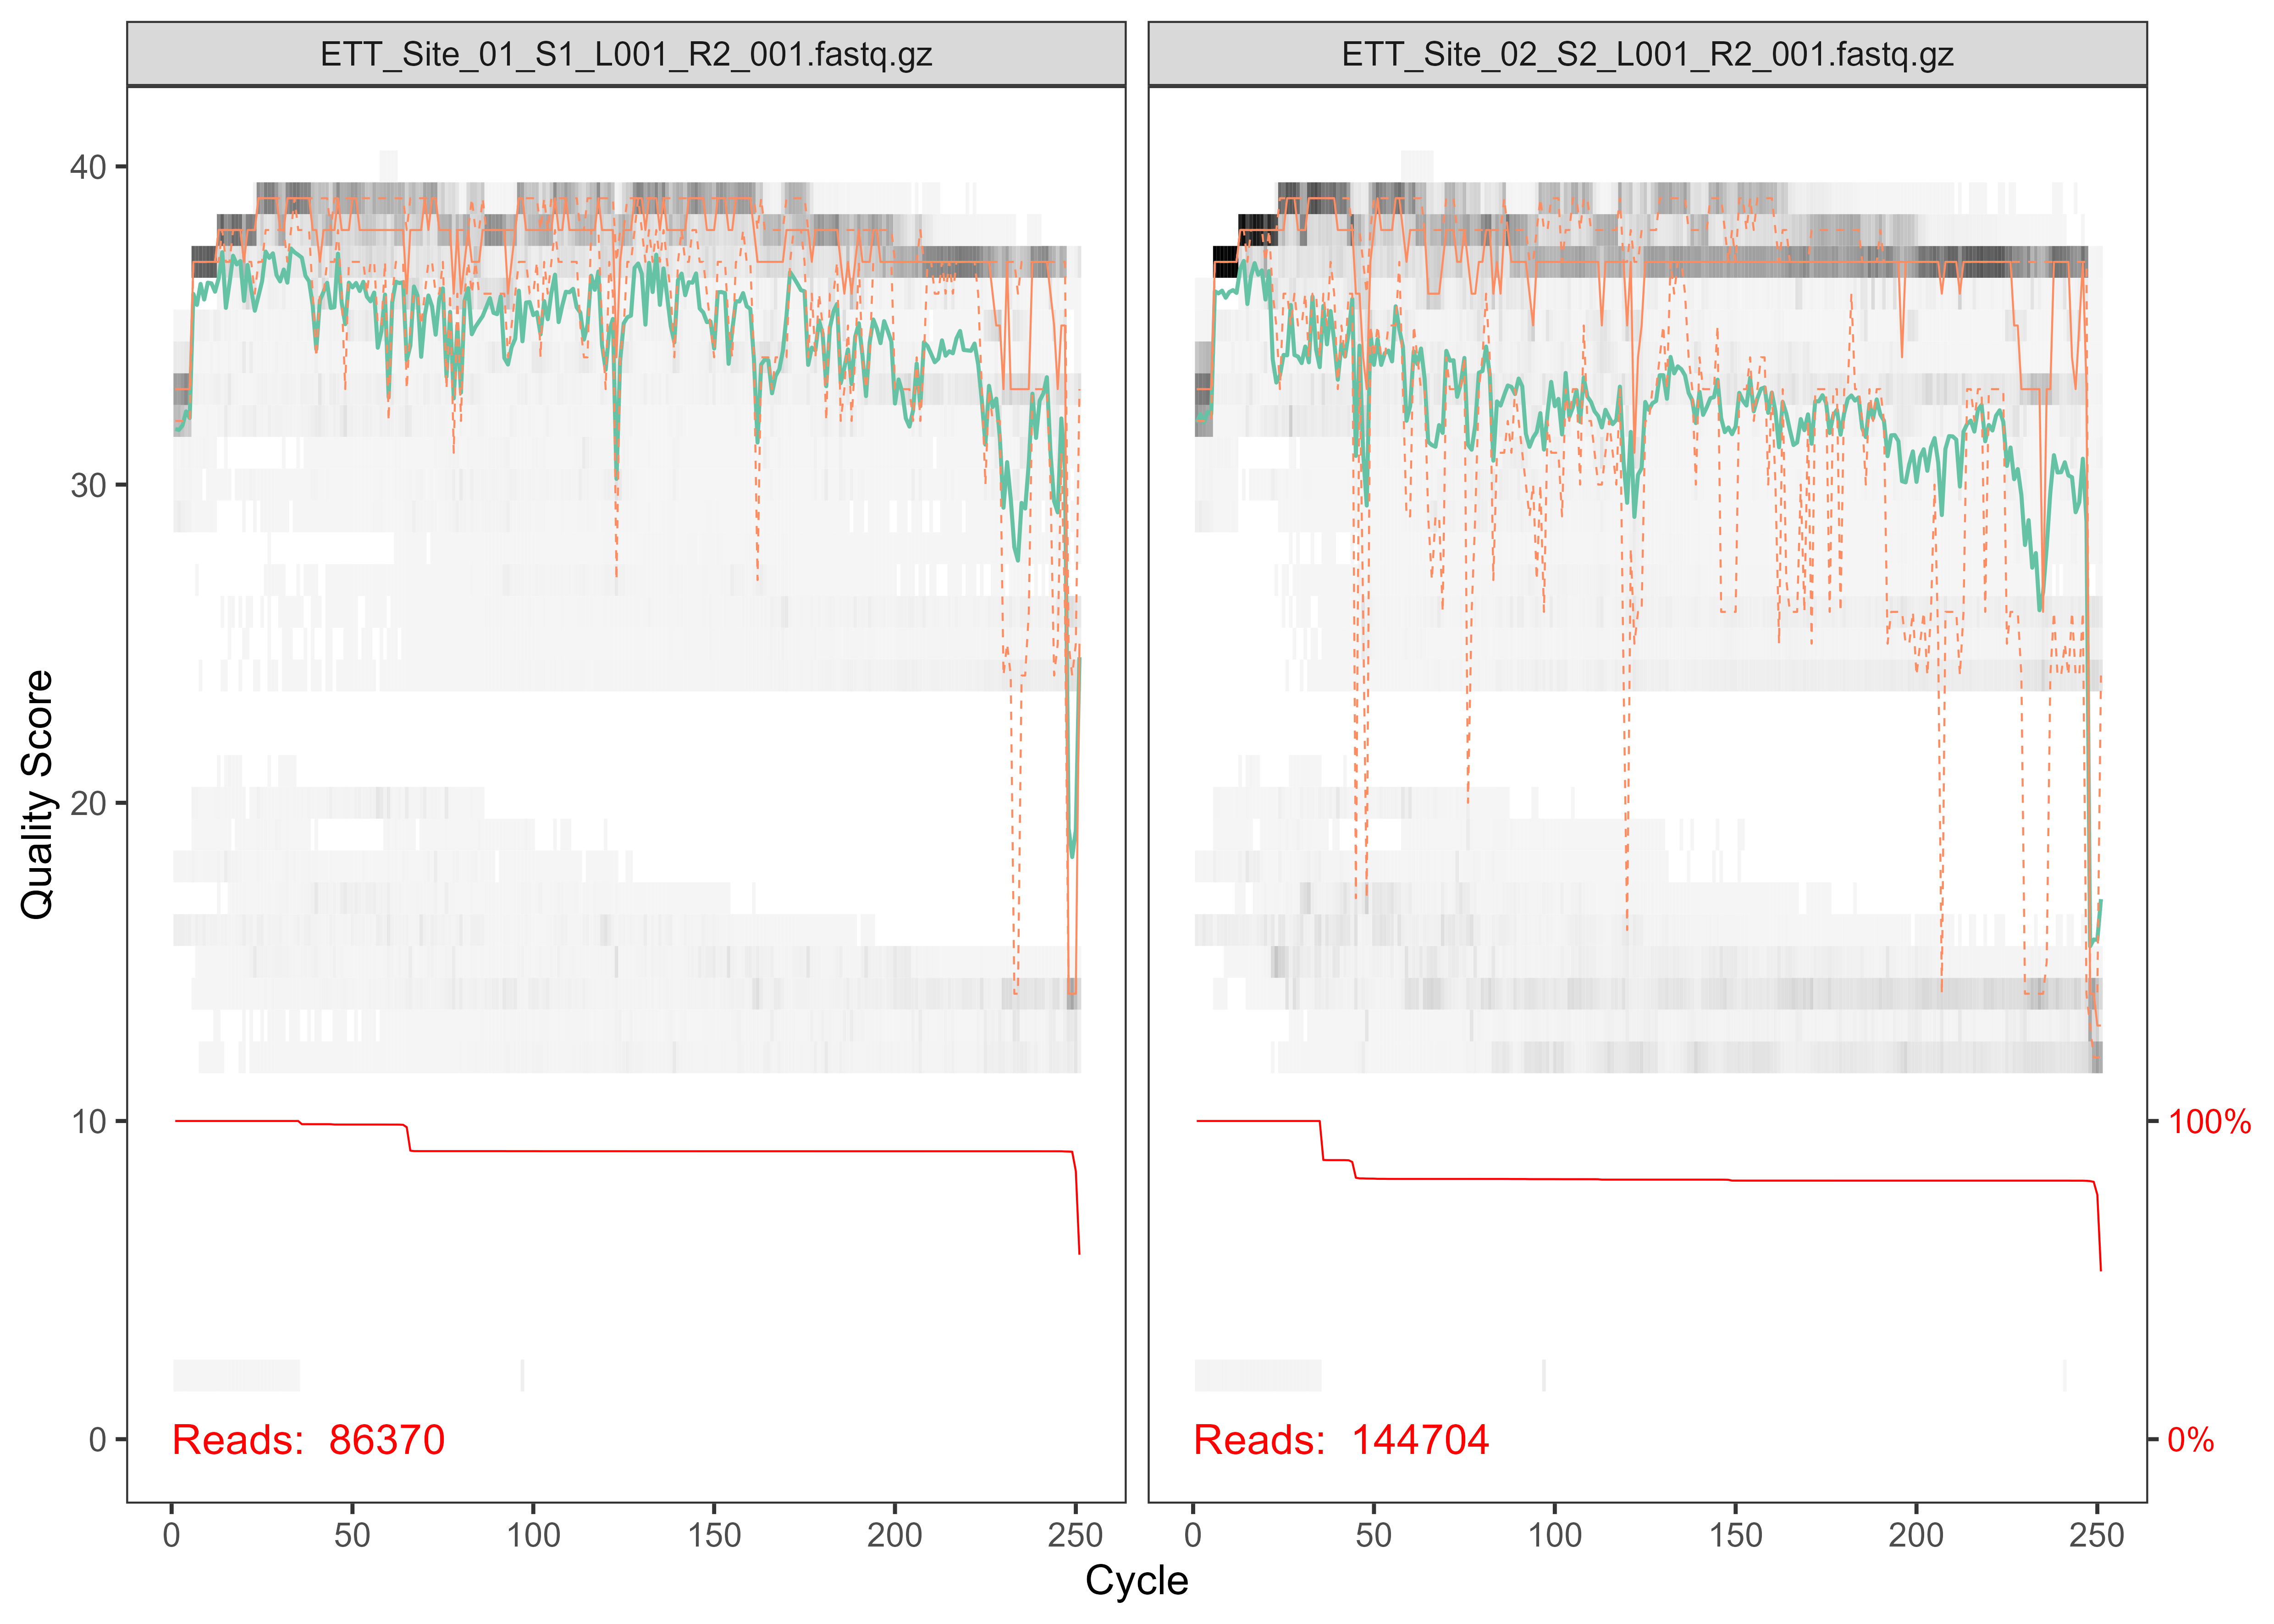 ETT_Site_01_S1_L001_R2_001.fastq.gz
ETT_Site_02_S2_L001_R2_001.fastq.gz
Quality Score
40
30
20
10
0
100%
0%
Reads: 86370
Reads: 144704
0 50 100 150 200 250
0 50 100 150 200 250
Cycle